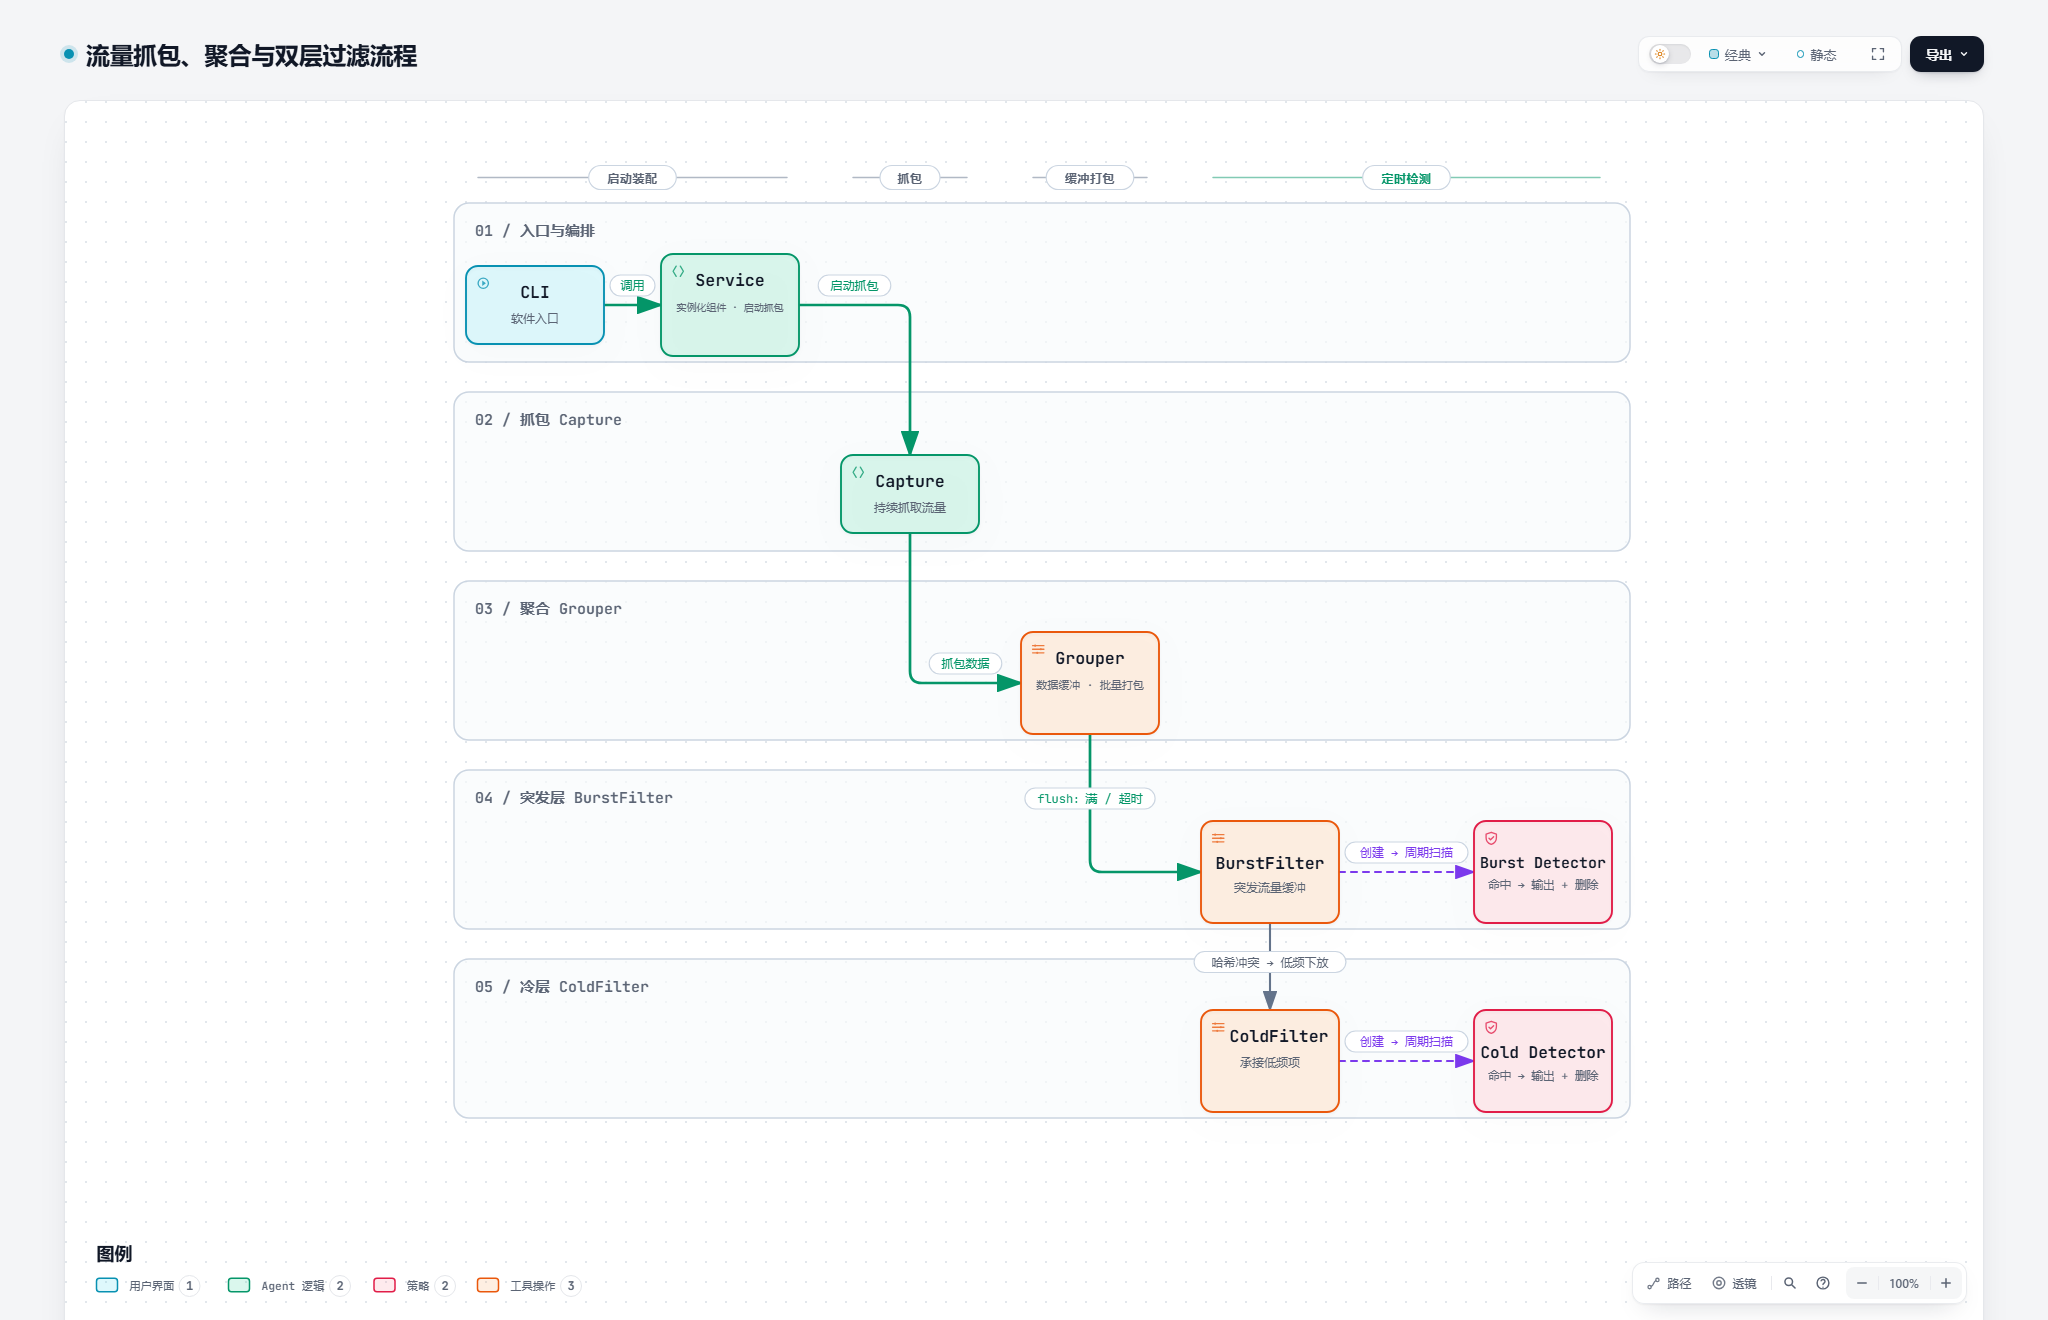 流量抓包、聚合与双层过滤流程
经典
静态
导出
启动装配
抓包
缓冲打包
定时检测
01 / 入口与编排
CLI
软件入口
调用
Service
实例化组件 · 启动抓包
启动抓包
02 / 抓包 Capture
Capture
持续抓取流量
03 / 聚合 Grouper
抓包数据
Grouper
数据缓冲 · 批量打包
04 / 突发层 BurstFilter
flush: 满 / 超时
BurstFilter
突发流量缓冲
创建 → 周期扫描
Burst Detector
命中 → 输出 + 删除
哈希冲突 → 低频下放
05 / 冷层 ColdFilter
ColdFilter
承接低频项
创建 → 周期扫描
Cold Detector
命中 → 输出 + 删除
图例
用户界面 1
Agent 逻辑 2
策略 2
工具操作 3
路径
透镜
100%